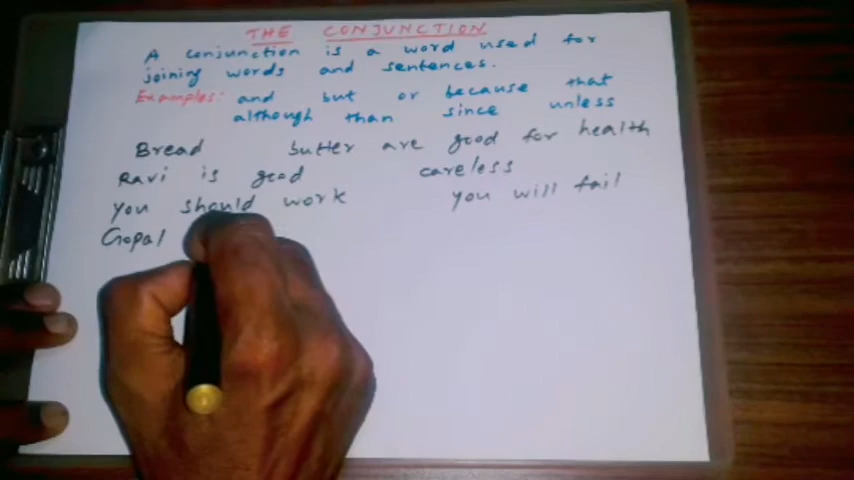 THE CONJUNCTION
A conjunction is a word used for
joining words and sentences.
Examples: and but or because that
although than since unless
Bread butter are good for health
Ravi is good careless
You should work you will fail
Gopal